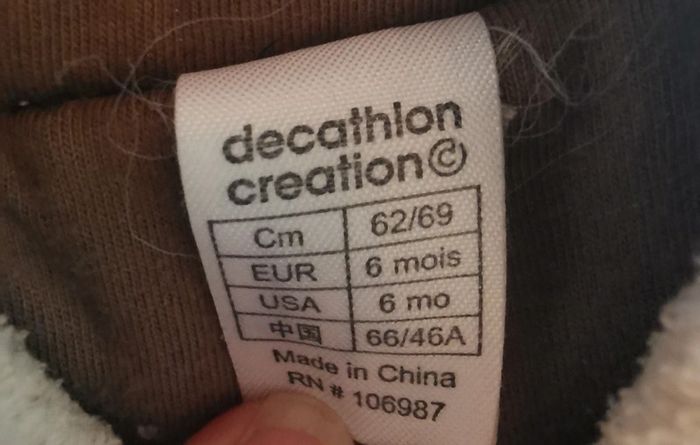 decathlon
creation©
Cm 62/69
EUR 6 mois
USA 6 mo
中国 66/46A
Made in China
RN # 106987